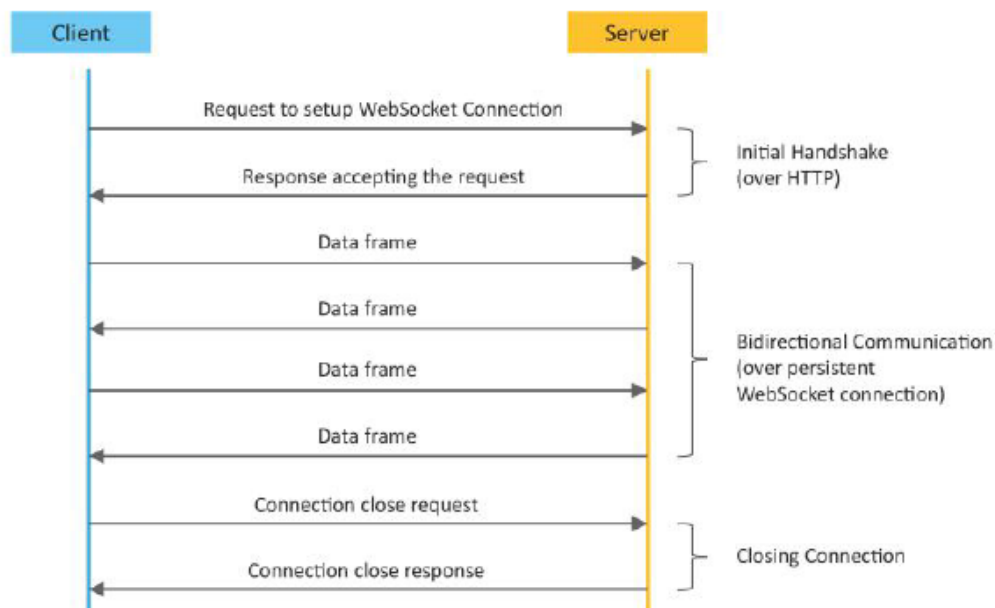 Client
Server
Request to setup WebSocket Connection
Initial Handshake
(over HTTP)
Response accepting the request
Data frame
Data frame
Bidirectional Communication
(over persistent
WebSocket connection)
Data frame
Data frame
Connection close request
Closing Connection
Connection close response